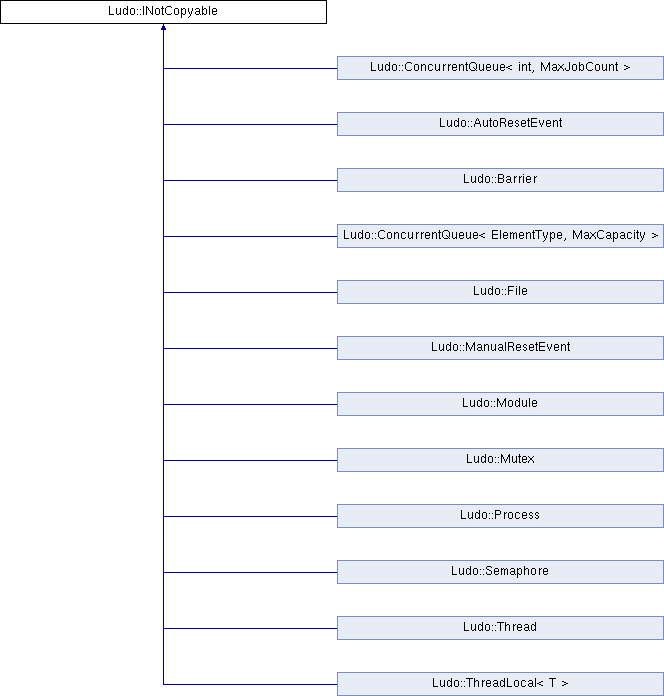 Ludo::INotCopyable
Ludo::ConcurrentQueue< int, MaxJobCount >
Ludo::AutoResetEvent
Ludo::Barrier
Ludo::ConcurrentQueue< ElementType, MaxCapacity >
Ludo::File
Ludo::ManualResetEvent
Ludo::Module
Ludo::Mutex
Ludo::Process
Ludo::Semaphore
Ludo::Thread
Ludo::ThreadLocal< T >